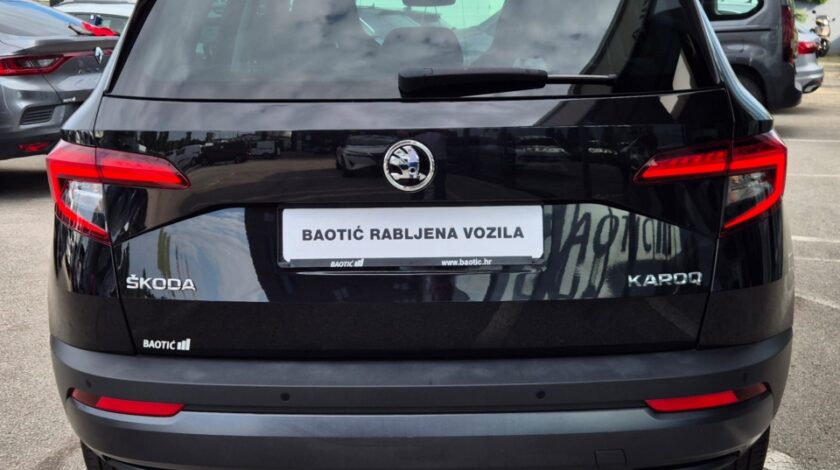 BAOTIĆ RABLJENA VOZILA
BAOTIĆ www.baotic.hr
ŠKODA KAROQ
BAOTIĆ